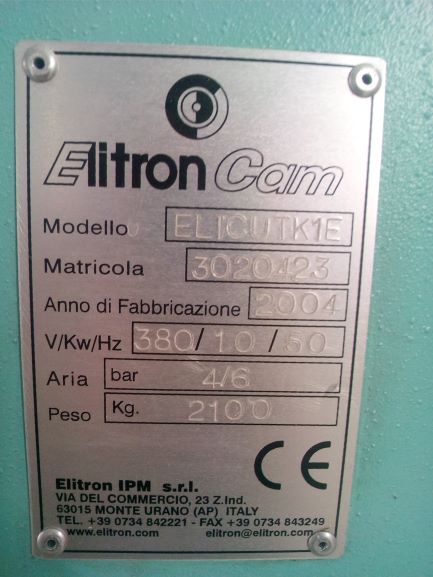 Elitron Cam
Modello ELICUTK1E
Matricola 3020423
Anno di Fabbricazione 2004
V/Kw/Hz 380/10/50
Aria bar 4/6
Peso Kg. 2100
CE
Elitron IPM s.r.l.
VIA DEL COMMERCIO, 23 Z.Ind.
63015 MONTE URANO (AP) ITALY
TEL. +39 0734 842221 - FAX +39 0734 843249
www.elitron.com elitron@elitron.com